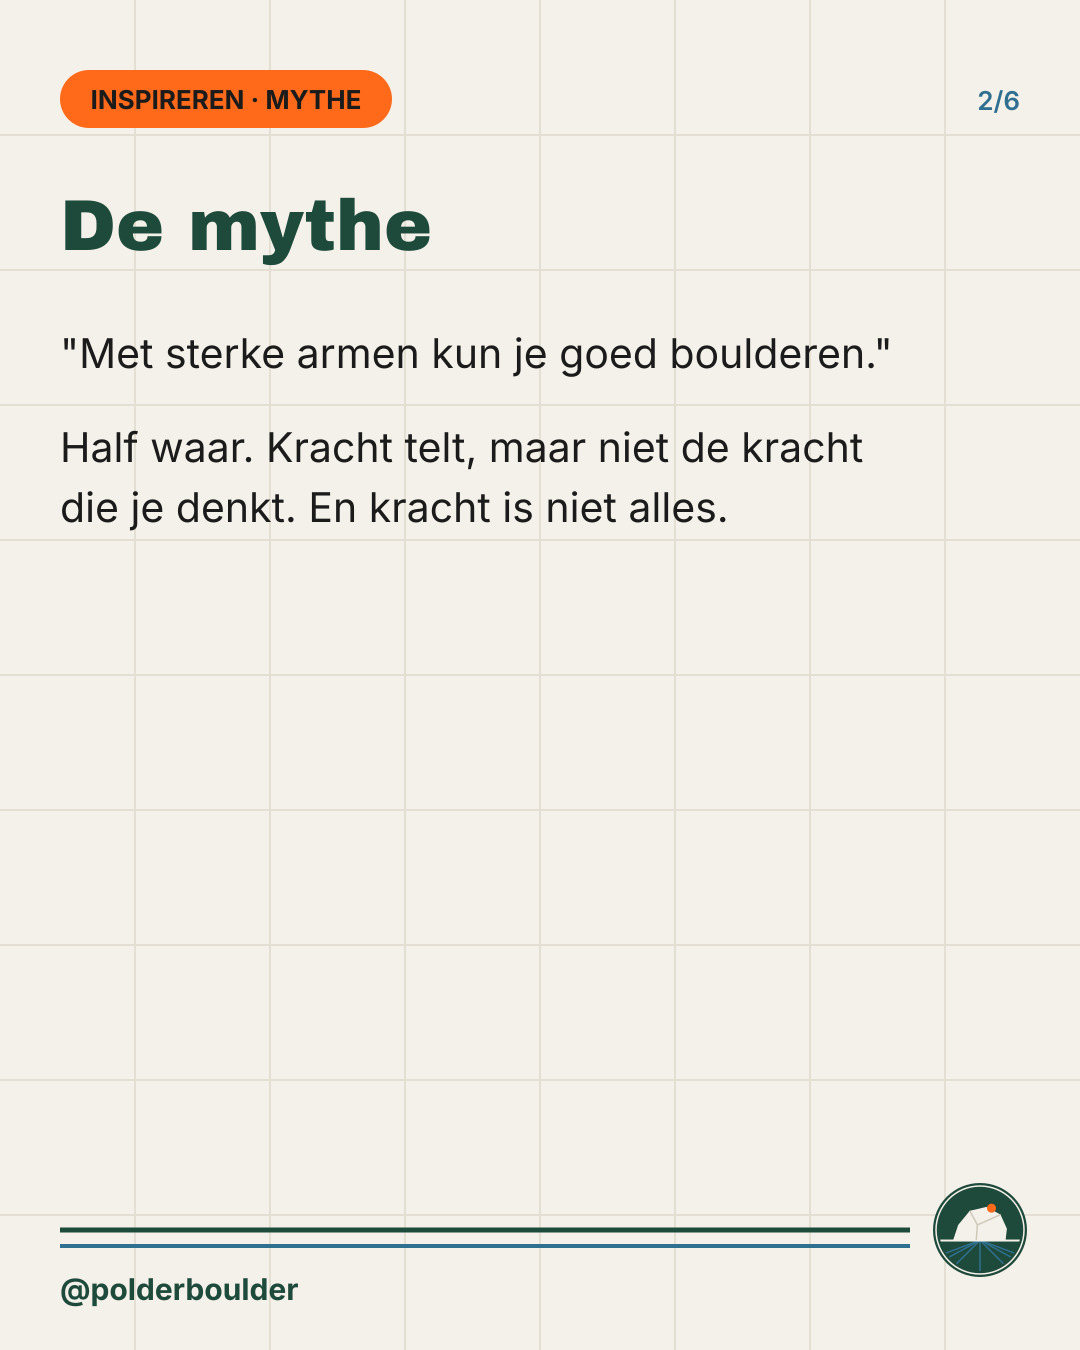 INSPIREREN · MYTHE
2/6
De mythe
"Met sterke armen kun je goed boulderen."
Half waar. Kracht telt, maar niet de kracht
die je denkt. En kracht is niet alles.
@polderboulder